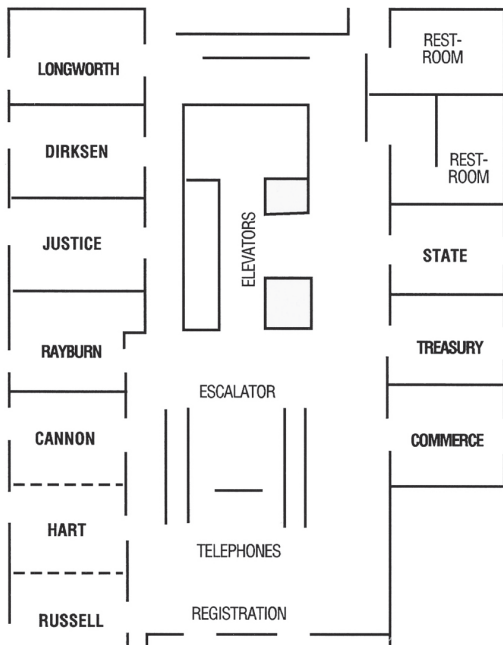 REST-
ROOM
LONGWORTH
DIRKSEN
REST-
ROOM
JUSTICE
ELEVATORS
STATE
RAYBURN
TREASURY
ESCALATOR
CANNON
COMMERCE
HART
TELEPHONES
RUSSELL
REGISTRATION